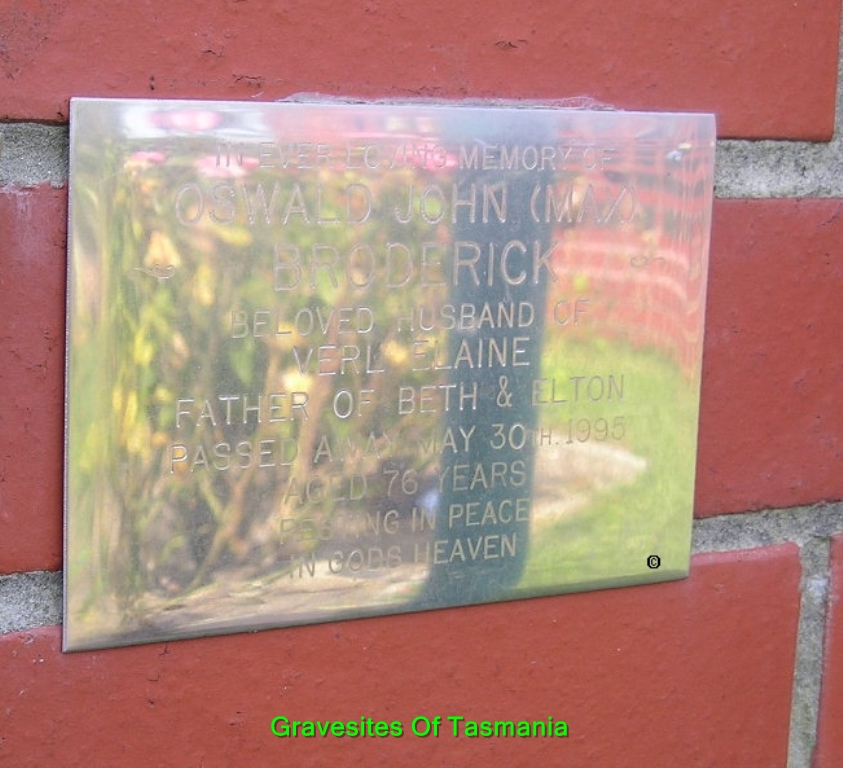 IN EVER LOVING MEMORY OF
OSWALD JOHN (MAX)
BRODERICK
BELOVED HUSBAND OF
VERL ELAINE
FATHER OF BETH & ELTON
PASSED AWAY MAY 30TH. 1995
AGED 76 YEARS
RESTING IN PEACE
IN GODS HEAVEN
©
Gravesites Of Tasmania